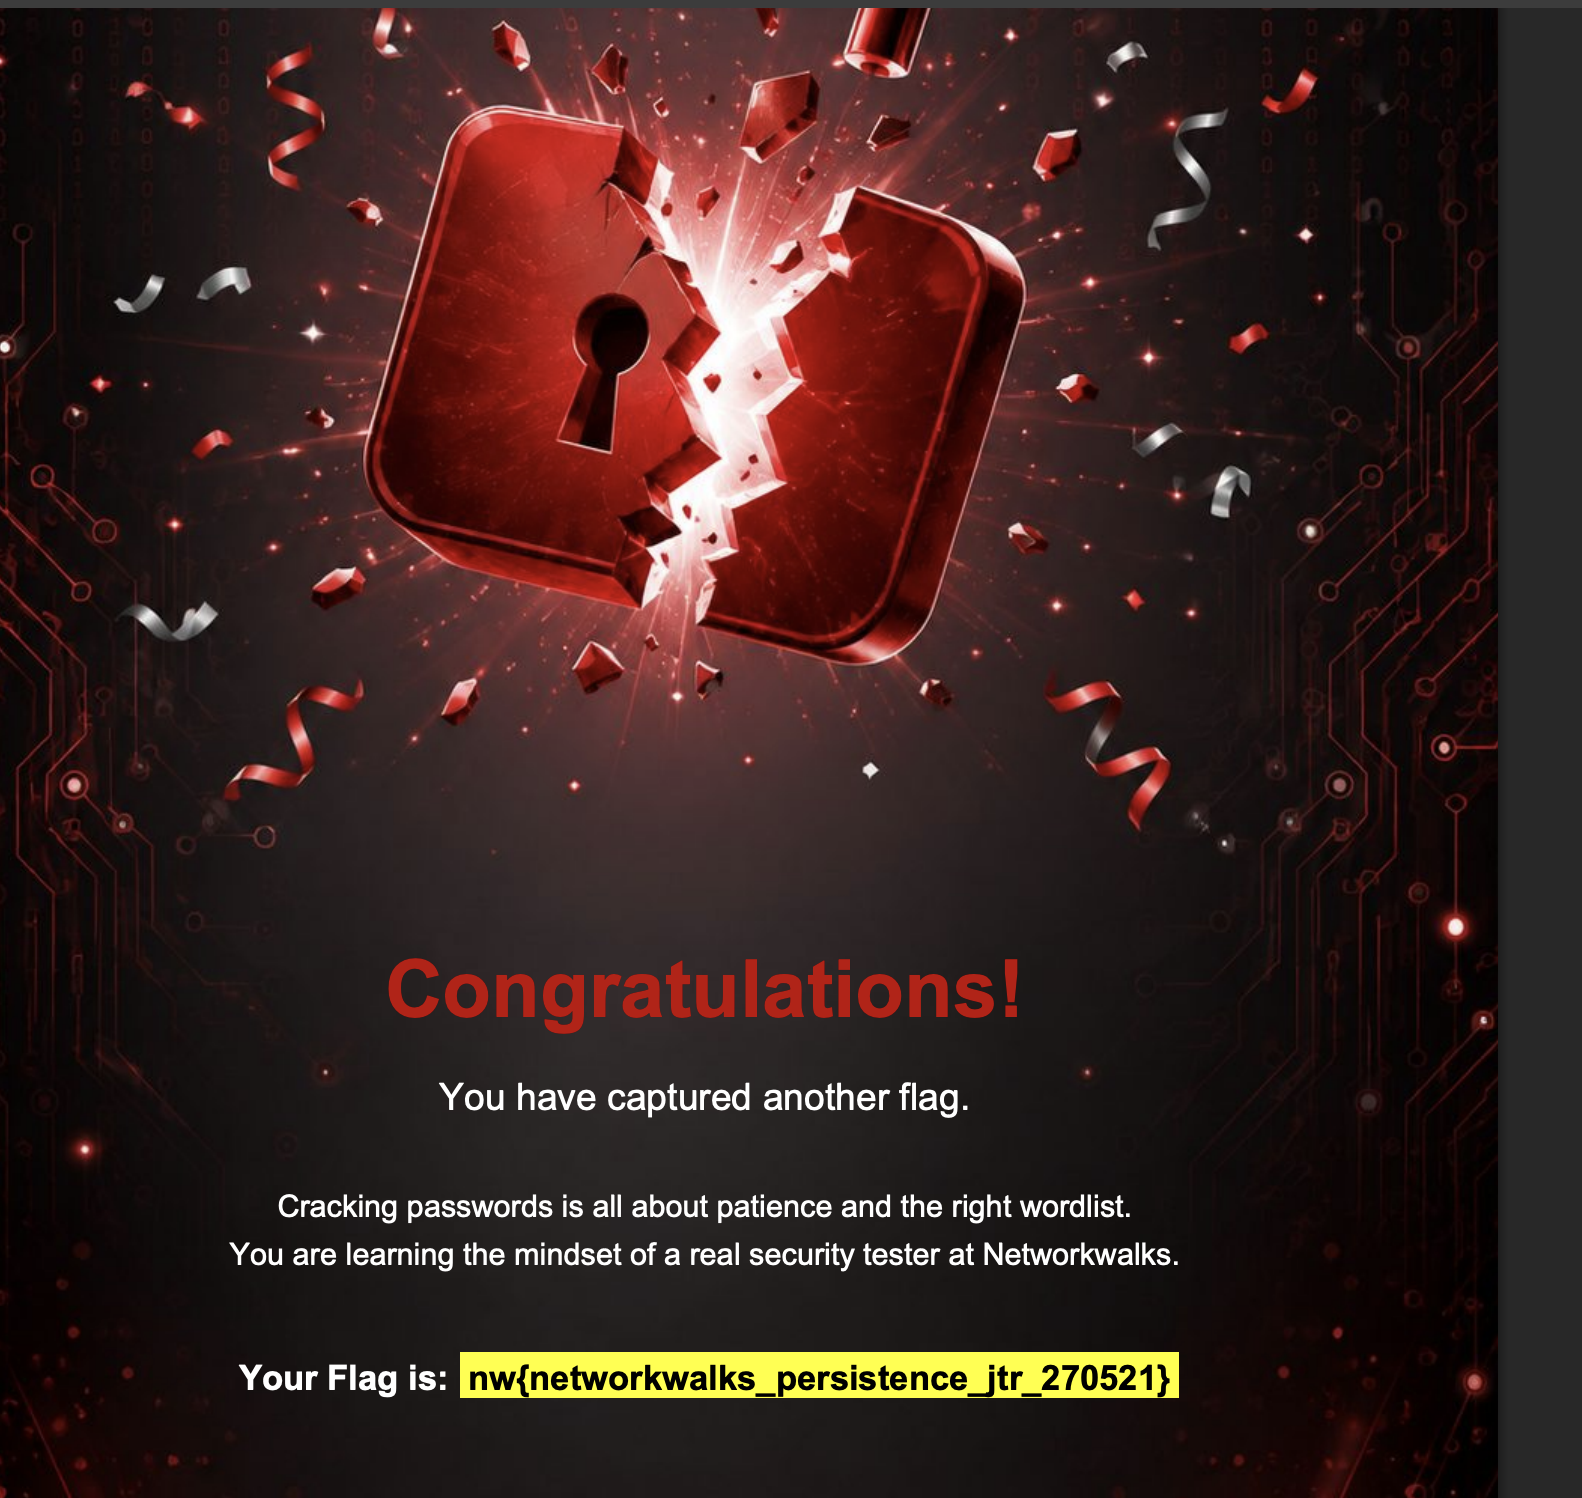 Congratulations!
You have captured another flag.
Cracking passwords is all about patience and the right wordlist.
You are learning the mindset of a real security tester at Networkwalks.
Your Flag is: nw{networkwalks_persistence_jtr_270521}